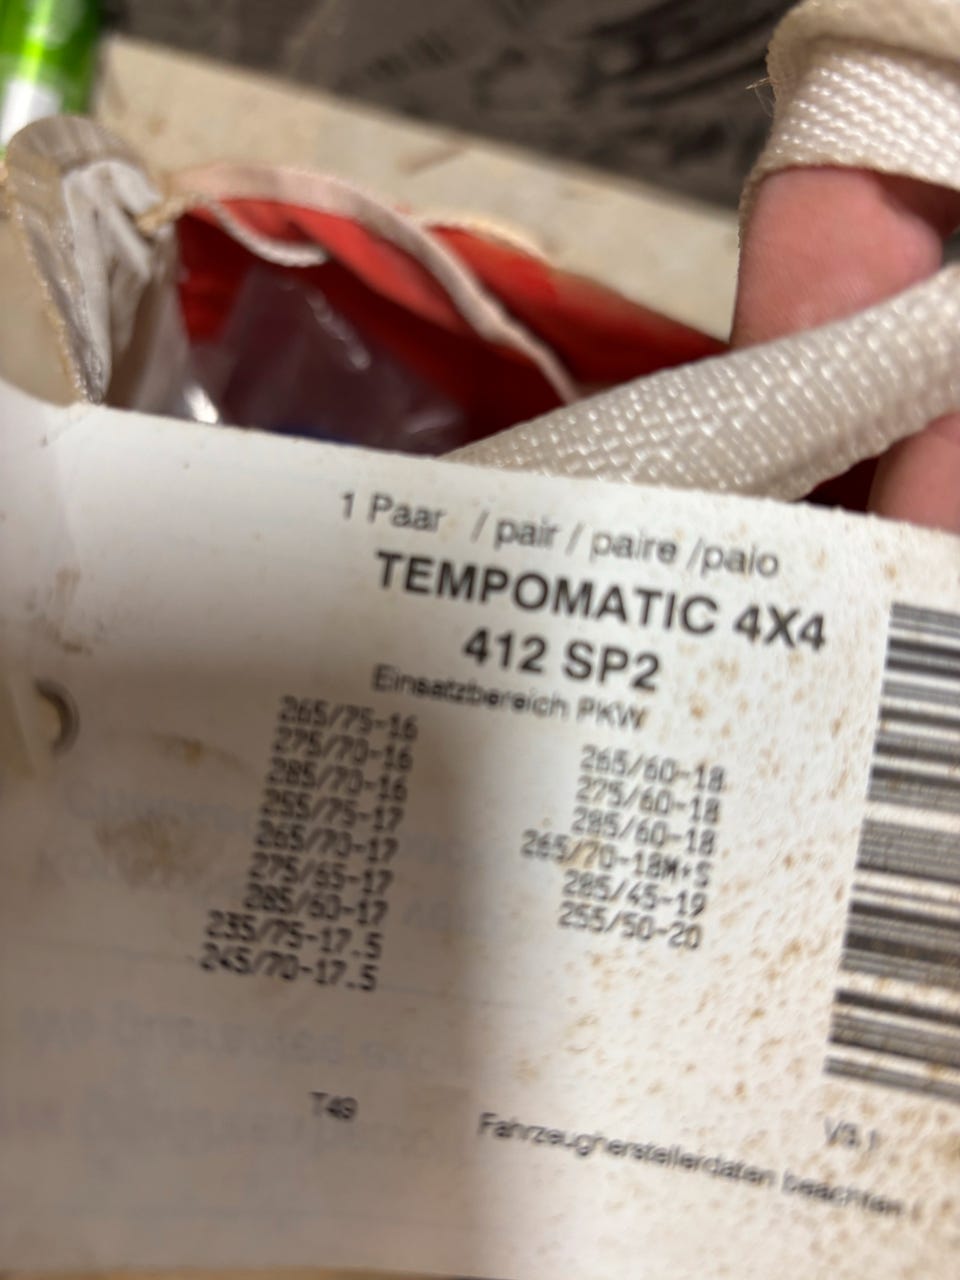 1 Paar / pair / paire /paio
TEMPOMATIC 4X4
412 SP2
Einsatzbereich PKW
265/75-16
275/70-16
285/70-16
255/75-17
265/70-17
275/65-17
285/60-17
235/75-17.5
245/70-17.5
265/60-18
275/60-18
285/60-18
265/70-18M+S
285/45-19
255/50-20
T49
V3.1
Fahrzeugherstellerdaten beachten !